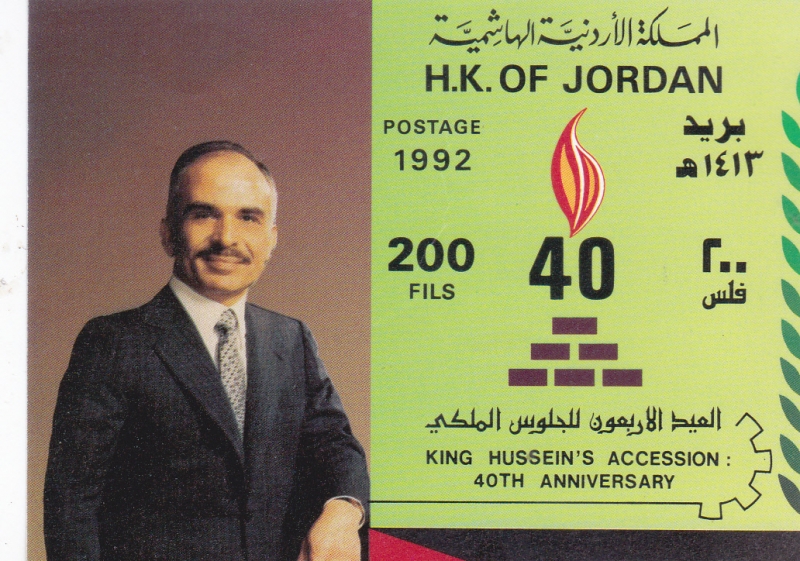 المملكة الأردنية الهاشمية
H.K. OF JORDAN
POSTAGE
1992
بريد
١٤١٣هـ
200
FILS
40
٢٠٠
فلس
العيد الاربعون للجلوس الملكي
KING HUSSEIN'S ACCESSION :
40TH ANNIVERSARY